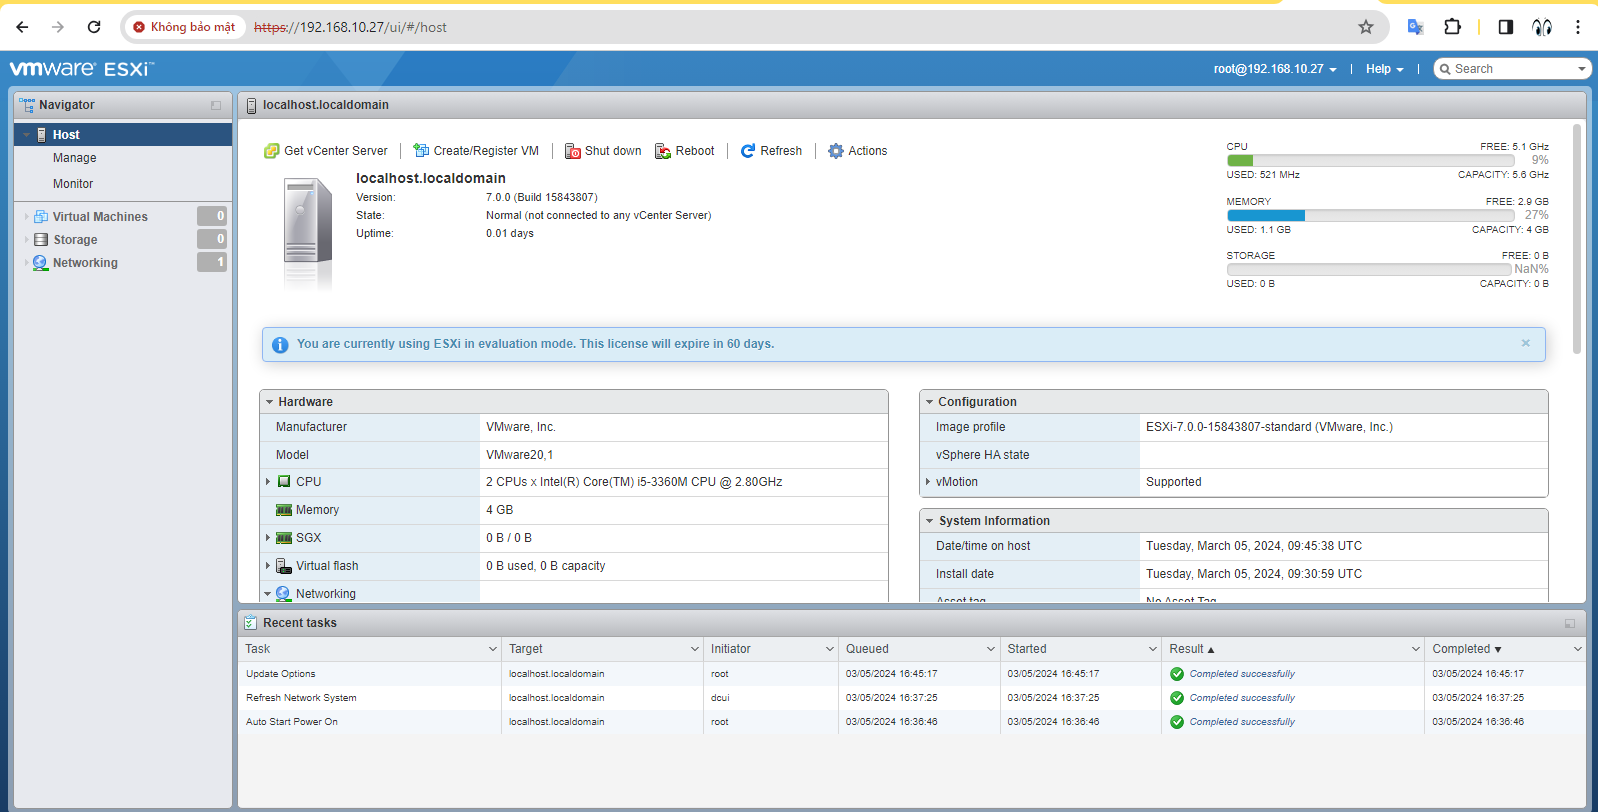 Không bảo mật
https://192.168.10.27/ui/#/host
vmware ESXi™
root@192.168.10.27
Help
Search
Navigator
Host
Manage
Monitor
Virtual Machines 0
Storage 0
Networking 1
localhost.localdomain
Get vCenter Server
Create/Register VM
Shut down
Reboot
Refresh
Actions
localhost.localdomain
Version: 7.0.0 (Build 15843807)
State: Normal (not connected to any vCenter Server)
Uptime: 0.01 days
CPU FREE: 5.1 GHz
9%
USED: 521 MHz CAPACITY: 5.6 GHz
MEMORY FREE: 2.9 GB
27%
USED: 1.1 GB CAPACITY: 4 GB
STORAGE FREE: 0 B
NaN%
USED: 0 B CAPACITY: 0 B
You are currently using ESXi in evaluation mode. This license will expire in 60 days.
Hardware
Manufacturer VMware, Inc.
Model VMware20,1
CPU 2 CPUs x Intel(R) Core(TM) i5-3360M CPU @ 2.80GHz
Memory 4 GB
SGX 0 B / 0 B
Virtual flash 0 B used, 0 B capacity
Networking
Configuration
Image profile ESXi-7.0.0-15843807-standard (VMware, Inc.)
vSphere HA state
vMotion Supported
System Information
Date/time on host Tuesday, March 05, 2024, 09:45:38 UTC
Install date Tuesday, March 05, 2024, 09:30:59 UTC
Asset tag No Asset Tag
Recent tasks
Task Target Initiator Queued Started Result Completed
Update Options localhost.localdomain root 03/05/2024 16:45:17 03/05/2024 16:45:17 Completed successfully 03/05/2024 16:45:17
Refresh Network System localhost.localdomain dcui 03/05/2024 16:37:25 03/05/2024 16:37:25 Completed successfully 03/05/2024 16:37:25
Auto Start Power On localhost.localdomain root 03/05/2024 16:36:46 03/05/2024 16:36:46 Completed successfully 03/05/2024 16:36:46